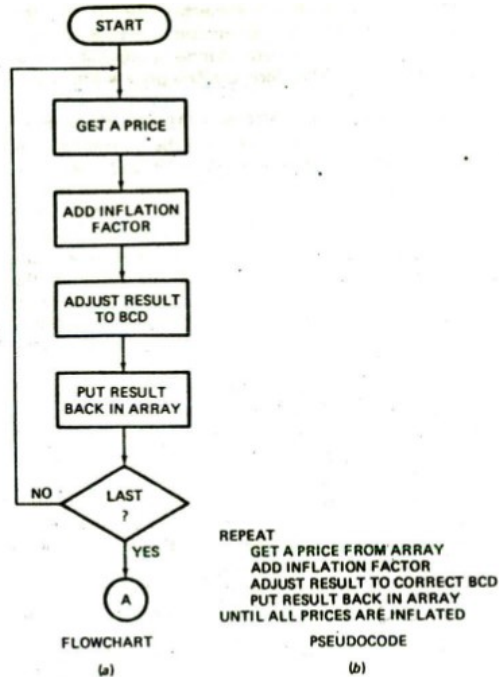 START
GET A PRICE
ADD INFLATION
FACTOR
ADJUST RESULT
TO BCD
PUT RESULT
BACK IN ARRAY
NO
LAST
?
YES
A
FLOWCHART
(a)
REPEAT
GET A PRICE FROM ARRAY
ADD INFLATION FACTOR
ADJUST RESULT TO CORRECT BCD
PUT RESULT BACK IN ARRAY
UNTIL ALL PRICES ARE INFLATED
PSEUDOCODE
(b)